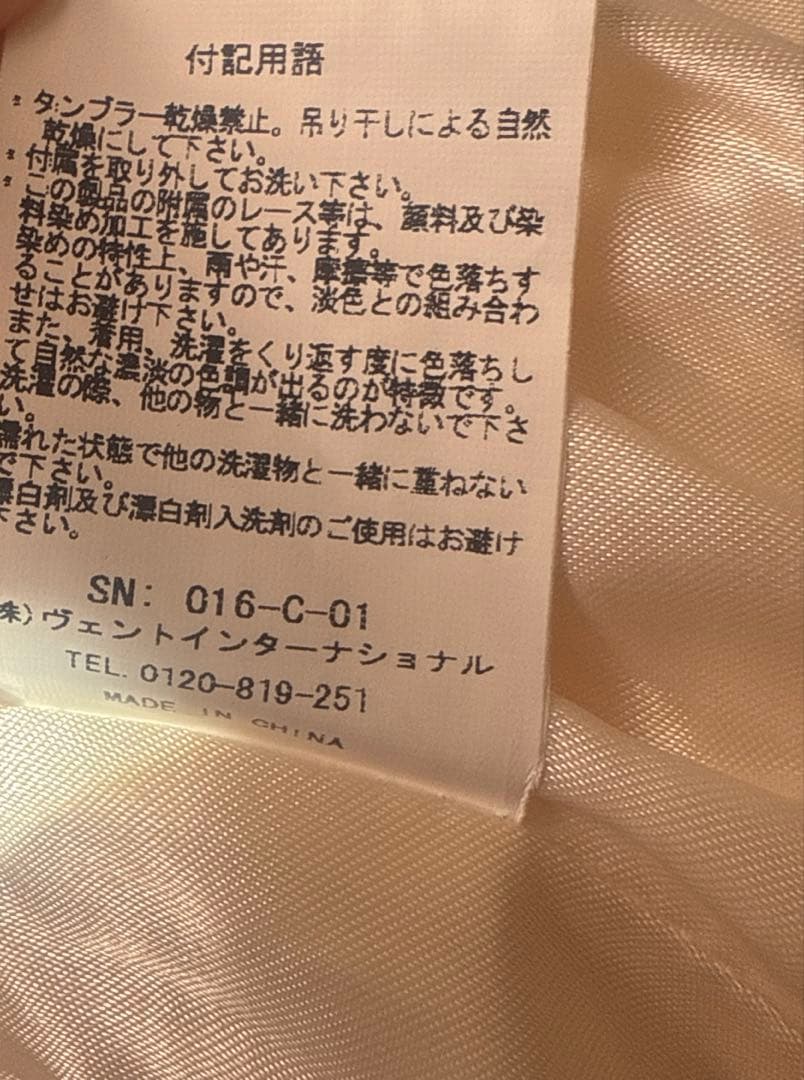 付記用語
* タンブラー乾燥禁止。吊り干しによる自然
乾燥にして下さい。
* 付属を取り外してお洗い下さい。
* この製品の附属のレース等は、顔料及び染
料染め加工を施してあります。
染めの特性上、雨や汗、摩擦等で色落ちす
ることがありますので、淡色との組み合わ
せはお避け下さい。
また、着用、洗濯をくり返す度に色落ちし
て自然な濃淡の色調が出るのが特徴です。
洗濯の際、他の物と一緒に洗わないで下さ
い。
濡れた状態で他の洗濯物と一緒に重ねない
で下さい。
漂白剤及び漂白剤入洗剤のご使用はお避け
下さい。
SN: 016-C-01
株)ヴェントインターナショナル
TEL. 0120-819-251
MADE IN CHINA